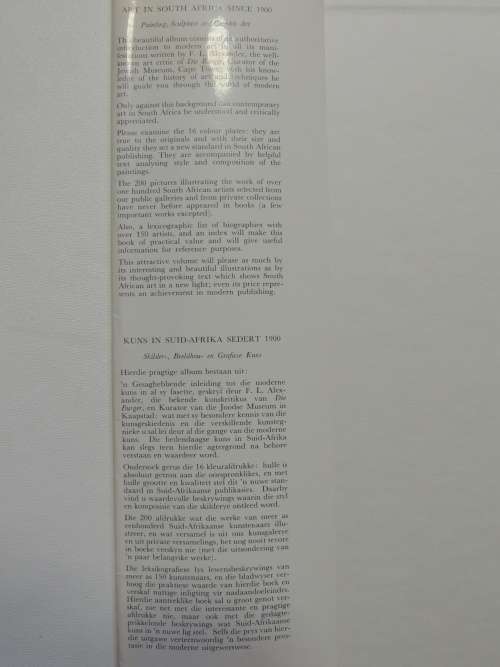 ART IN SOUTH AFRICA SINCE 1900
Painting, Sculpture and Graphic Art
This beautiful album consists of an authoritative
introduction to modern art in all its mani-
festations written by F. L. Alexander, the well-
known art critic of Die Burger, Curator of the
Jewish Museum, Cape Town; with his know-
ledge of the history of art and techniques he
will guide you through the world of modern
art.
Only against this background can contemporary
art in South Africa be understood and critically
appreciated.
Please examine the 16 colour plates: they are
true to the originals and with their size and
quality they set a new standard in South African
publishing. They are accompanied by helpful
text analysing style and composition of the
paintings.
The 200 pictures illustrating the work of over
one hundred South African artists selected from
our public galleries and from private collections
have never before appeared in books (a few
important works excepted).
Also, a lexicographic list of biographies with
over 150 artists, and an index will make this
book of practical value and will give useful
information for reference purposes.
This attractive volume will please as much by
its interesting and beautiful illustrations as by
its thought-provoking text which shows South
African art in a new light; even its price repre-
sents an achievement in modern publishing.
KUNS IN SUID-AFRIKA SEDERT 1900
Skilder-, Beeldhou- en Grafiese Kuns
Hierdie pragtige album bestaan uit:
'n Gesaghebbende inleiding tot die moderne
kuns in al sy fasette, geskryf deur F. L. Alex-
ander, die bekende kunskritikus van Die
Burger, en Kurator van die Joodse Museum in
Kaapstad: wat met sy besondere kennis van die
kunsgeskiedenis en die verskillende kunsteg-
nieke u sal lei deur al die gange van die moderne
kuns. Die hedendaagse kuns in Suid-Afrika
kan slegs teen hierdie agtergrond na behore
verstaan en waardeer word.
Ondersoek gerus die 16 kleurafdrukke: hulle is
absoluut getrou aan die oorspronklikes, en met
hulle grootte en kwaliteit stel dit 'n nuwe stan-
daard in Suid-Afrikaanse publikasies. Daarby
vind u waardevolle beskrywings waarin die styl
en komposisie van die skilderye ontleed word.
Die 200 afdrukke wat die werke van meer as
eenhonderd Suid-Afrikaanse kunstenaars illu-
streer, en wat versamel is uit ons kunsgalerye
en uit private versamelings, het nog nooit tevore
in boeke verskyn nie (met die uitsondering van
'n paar belangrike werke).
Die leksikografiese lys lewensbeskrywings van
meer as 150 kunstenaars, en die bladwyser ver-
hoog die praktiese waarde van hierdie boek en
verskaf nuttige inligting vir naslaandoeleindes.
Hierdie aantreklike boek sal u groot genot ver-
skaf, nie net met die interessante en pragtige
afdrukke nie, maar ook met die gedagte-
prikkelende beskrywings wat Suid-Afrikaanse
kuns in 'n nuwe lig stel. Selfs die prys van hier-
die uitgawe verteenwoordig 'n besondere pres-
tasie in die moderne uitgewerswese.